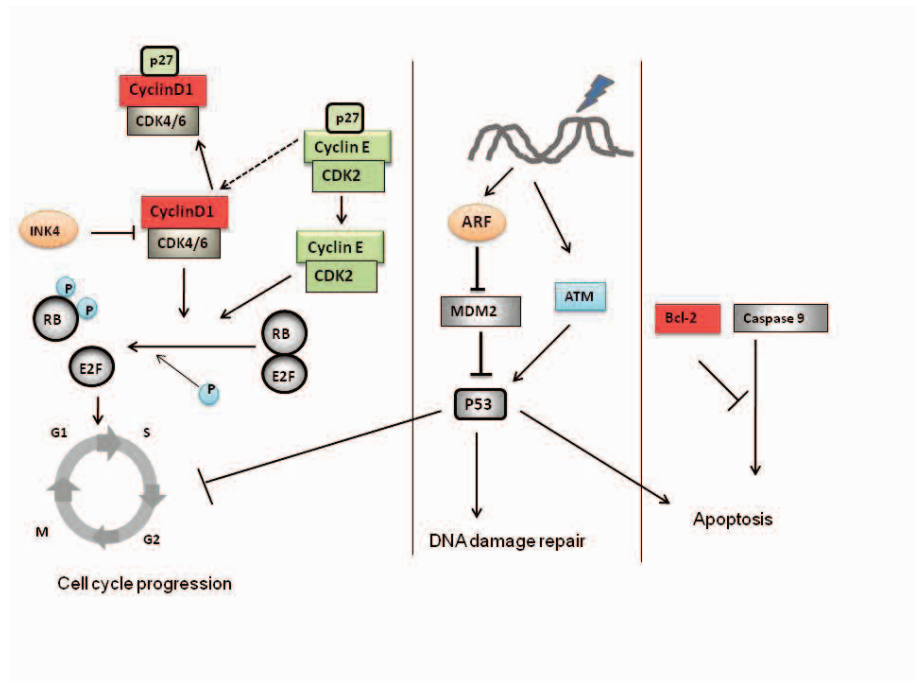 p27
CyclinD1
CDK4/6
p27
Cyclin E
CDK2
INK4
CyclinD1
CDK4/6
Cyclin E
CDK2
P
P
RB
E2F
RB
E2F
P
G1
S
M
G2
Cell cycle progression
ARF
MDM2
ATM
P53
DNA damage repair
Bcl-2
Caspase 9
Apoptosis